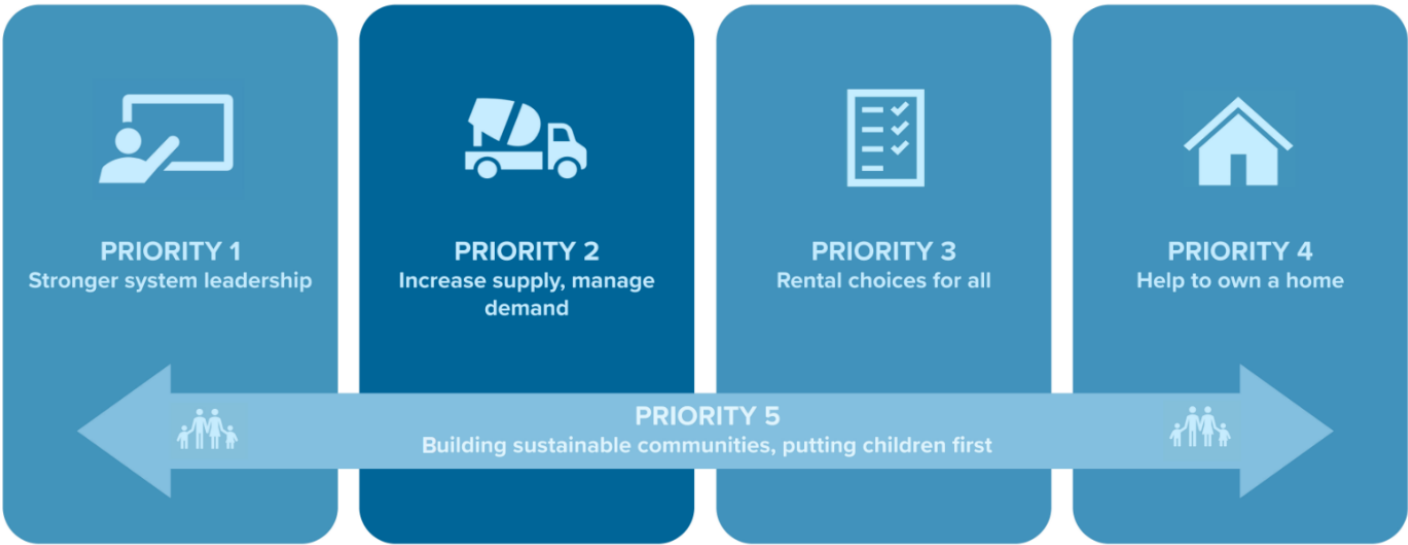 PRIORITY 1
Stronger system leadership
PRIORITY 2
Increase supply, manage
demand
PRIORITY 3
Rental choices for all
PRIORITY 4
Help to own a home
PRIORITY 5
Building sustainable communities, putting children first